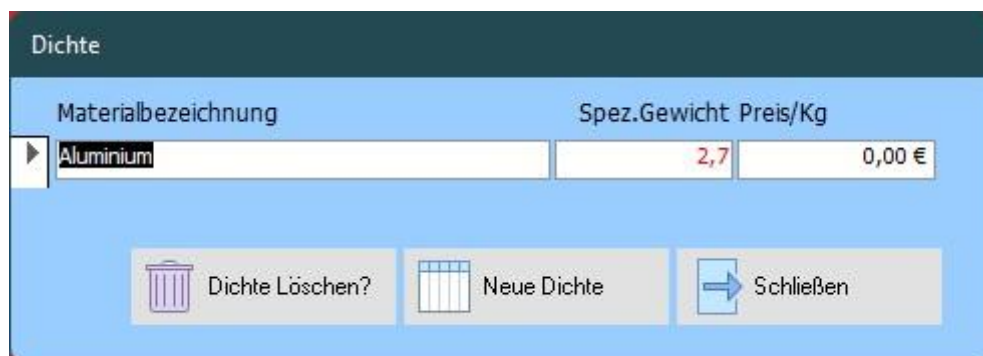 Dichte
Materialbezeichnung Spez.Gewicht Preis/Kg
Aluminium 2,7 0,00 €
Dichte Löschen? Neue Dichte Schließen